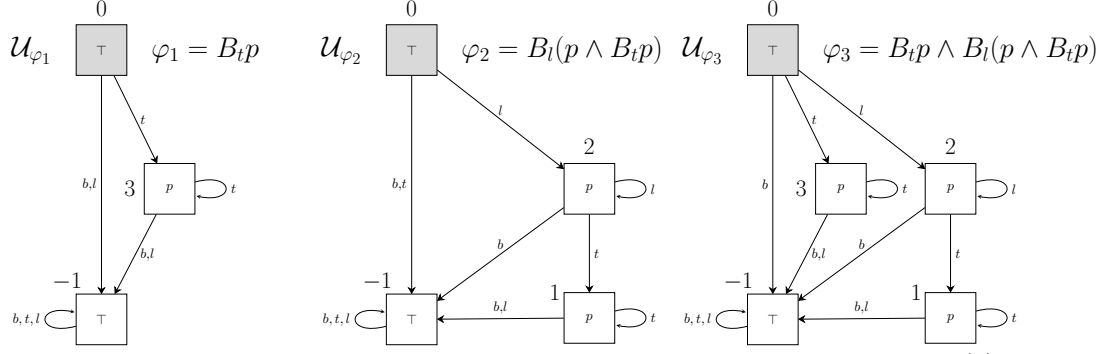 0
0
0
𝒰_{φ₁} ⊤ φ₁ = B_t p
𝒰_{φ₂} ⊤ φ₂ = B_l(p ∧ B_t p)
𝒰_{φ₃} ⊤ φ₃ = B_t p ∧ B_l(p ∧ B_t p)
t
l
t
l
2
2
b,l
3
p
t
b,t
p
l
b
3
p
t
p
l
b,l
b
t
b,l
b
t
−1
−1
1
−1
1
b, t, l
⊤
b, t, l
⊤
b,l
p
t
b, t, l
⊤
b,l
p
t